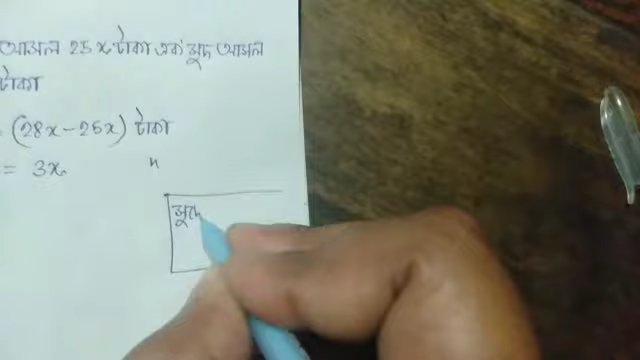 আসল 25x টাকা এবং সুদ আসল
টাকা
(28x-25x) টাকা
= 3x "
সুদ